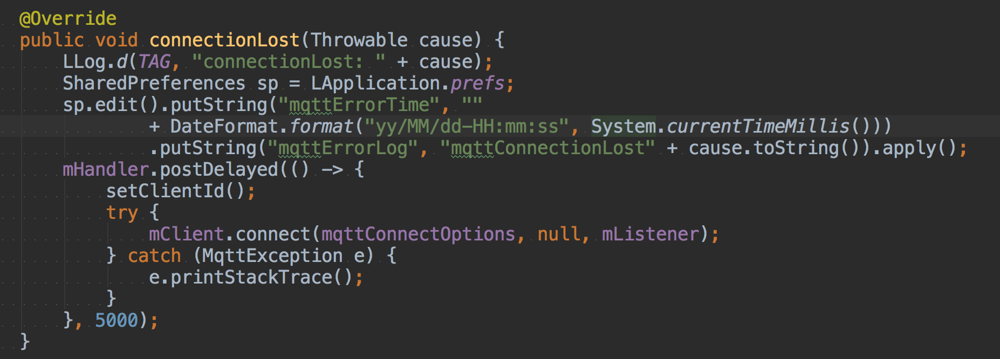 @Override
public void connectionLost(Throwable cause) {
LLog.d(TAG, "connectionLost: " + cause);
SharedPreferences sp = LApplication.prefs;
sp.edit().putString("mqttErrorTime", ""
+ DateFormat.format("yy/MM/dd-HH:mm:ss", System.currentTimeMillis()))
.putString("mqttErrorLog", "mqttConnectionLost" + cause.toString()).apply();
mHandler.postDelayed(() -> {
setClientId();
try {
mClient.connect(mqttConnectOptions, null, mListener);
} catch (MqttException e) {
e.printStackTrace();
}
}, 5000);
}